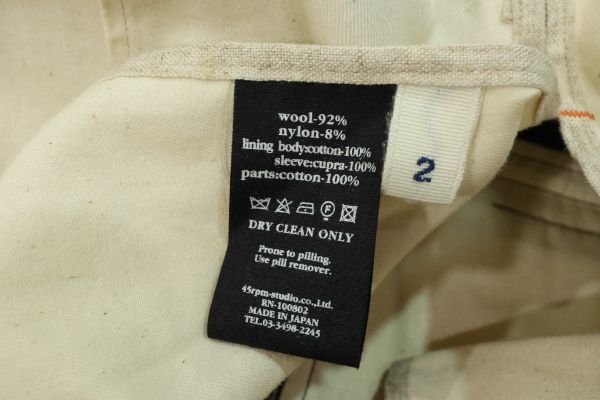 wool-92%
nylon-8%
lining body:cotton-100%
sleeve:cupra-100%
parts:cotton-100%
F
DRY CLEAN ONLY
Prone to pilling.
Use pill remover.
45rpm-studio co.,Ltd.
RN-100802
MADE IN JAPAN
TEL.03-3498-2245
2